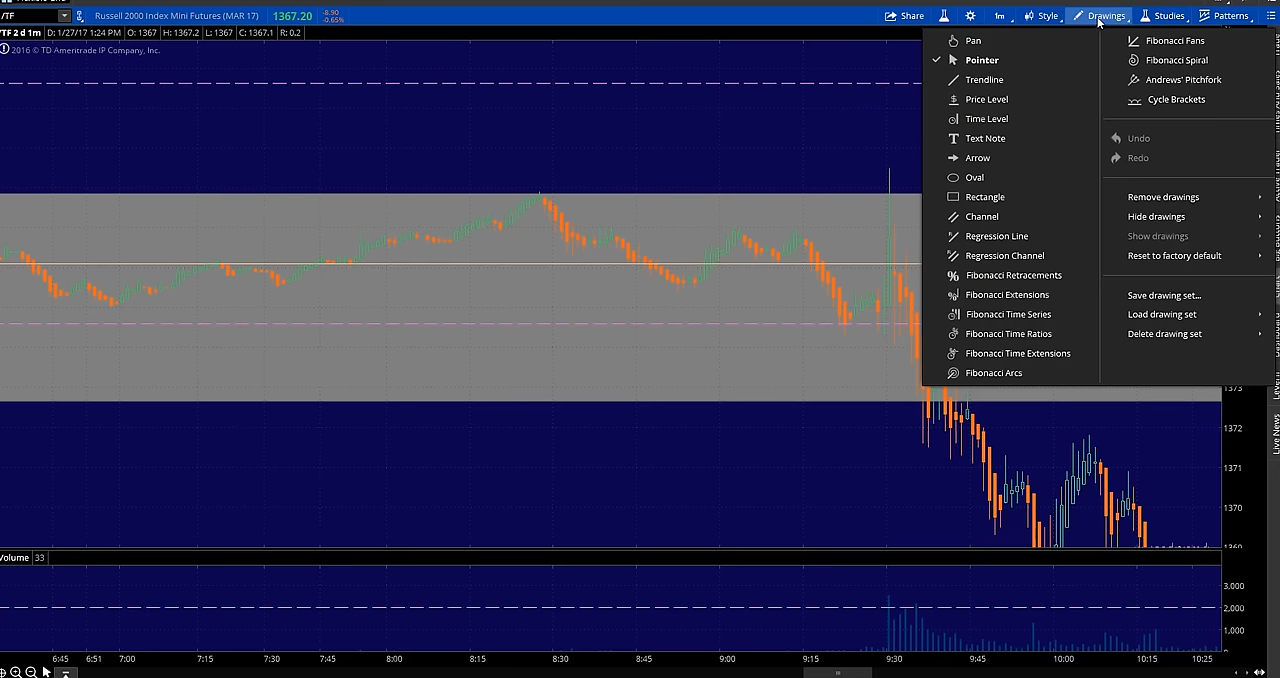 /TF
Russell 2000 Index Mini Futures (MAR 17)
1367.20
-8.90
-0.65%
Share
1m
Style
Drawings
Studies
Patterns
/TF 2 d 1m D: 1/27/17 1:24 PM O: 1367 H: 1367.2 L: 1367 C: 1367.1 R: 0.2
2016 © TD Ameritrade IP Company, Inc.
Pan
Pointer
Trendline
Price Level
Time Level
Text Note
Arrow
Oval
Rectangle
Channel
Regression Line
Regression Channel
Fibonacci Retracements
Fibonacci Extensions
Fibonacci Time Series
Fibonacci Time Ratios
Fibonacci Time Extensions
Fibonacci Arcs
Fibonacci Fans
Fibonacci Spiral
Andrews' Pitchfork
Cycle Brackets
Undo
Redo
Remove drawings
Hide drawings
Show drawings
Reset to factory default
Save drawing set...
Load drawing set
Delete drawing set
1373
1372
1371
1370
1369
Live News
Volume 33
3,000
2,000
1,000
6:45 6:51 7:00 7:15 7:30 7:45 8:00 8:15 8:30 8:45 9:00 9:15 9:30 9:45 10:00 10:15 10:25